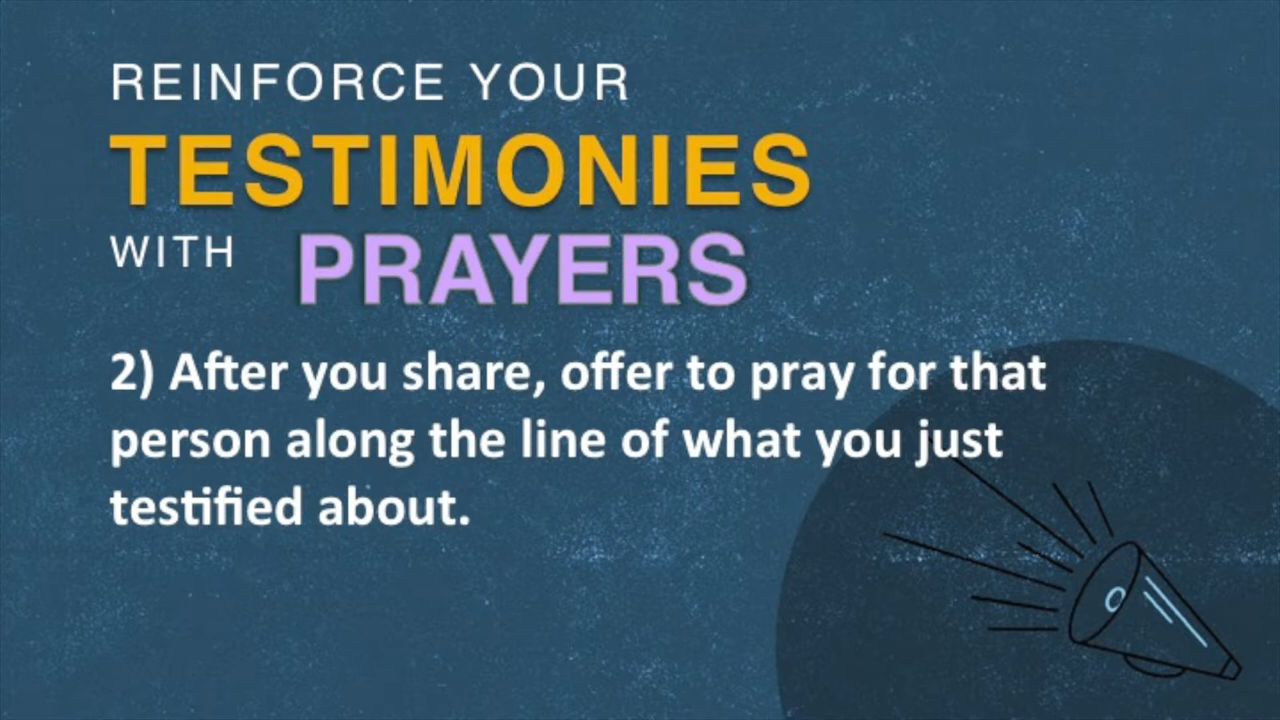 REINFORCE YOUR
TESTIMONIES
WITH PRAYERS
2) After you share, offer to pray for that
person along the line of what you just
testified about.